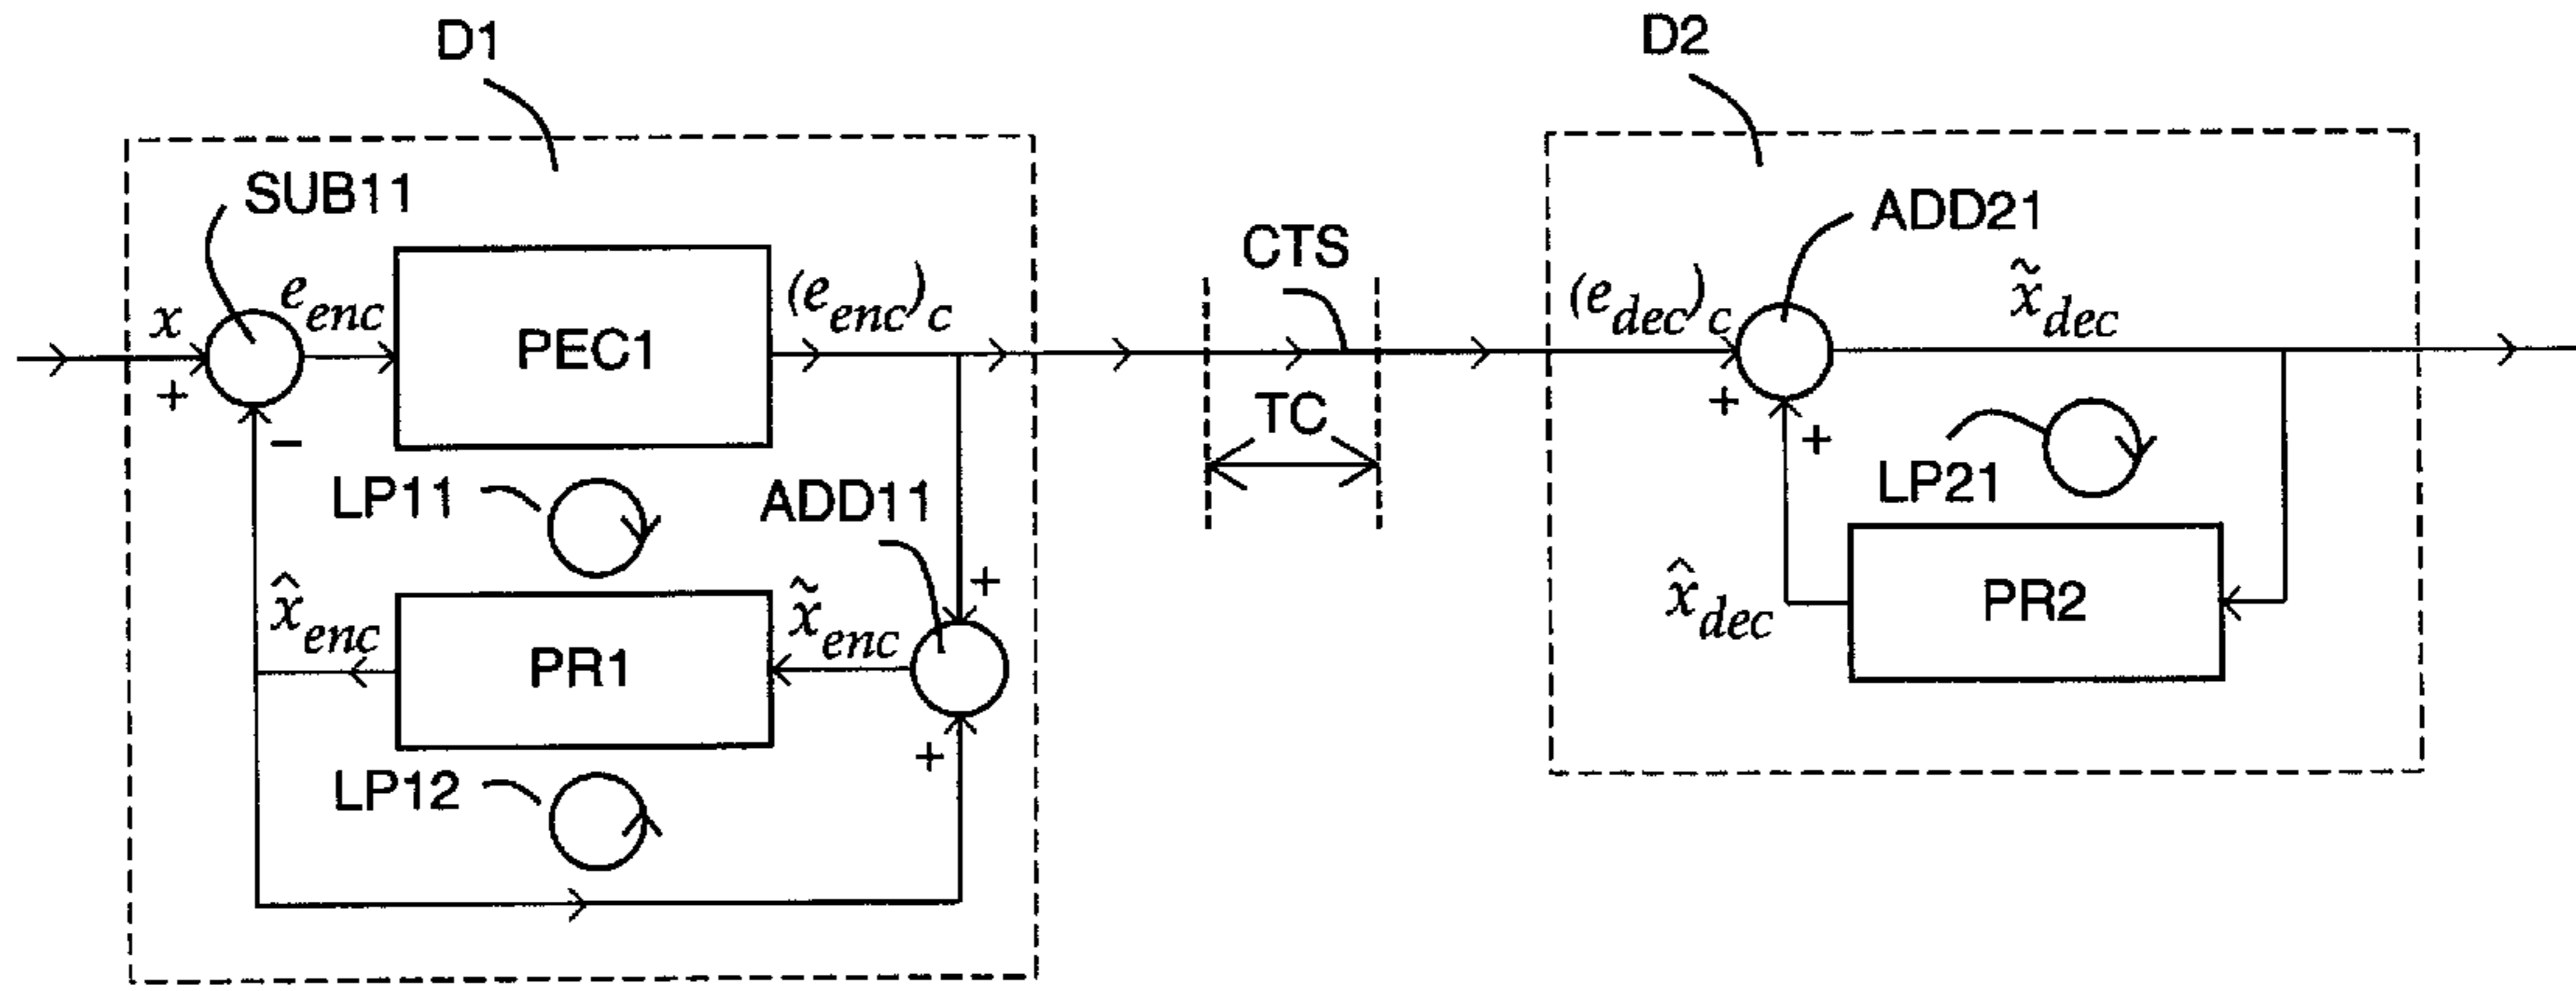 D1
D2
SUB11
ADD21
CTS
x
e_enc
PEC1
(e_enc)_c
(e_dec)_c
x̃_dec
+
−
TC
+
+
LP11
ADD11
LP21
+
x̂_enc
PR1
x̃_enc
x̂_dec
PR2
+
LP12